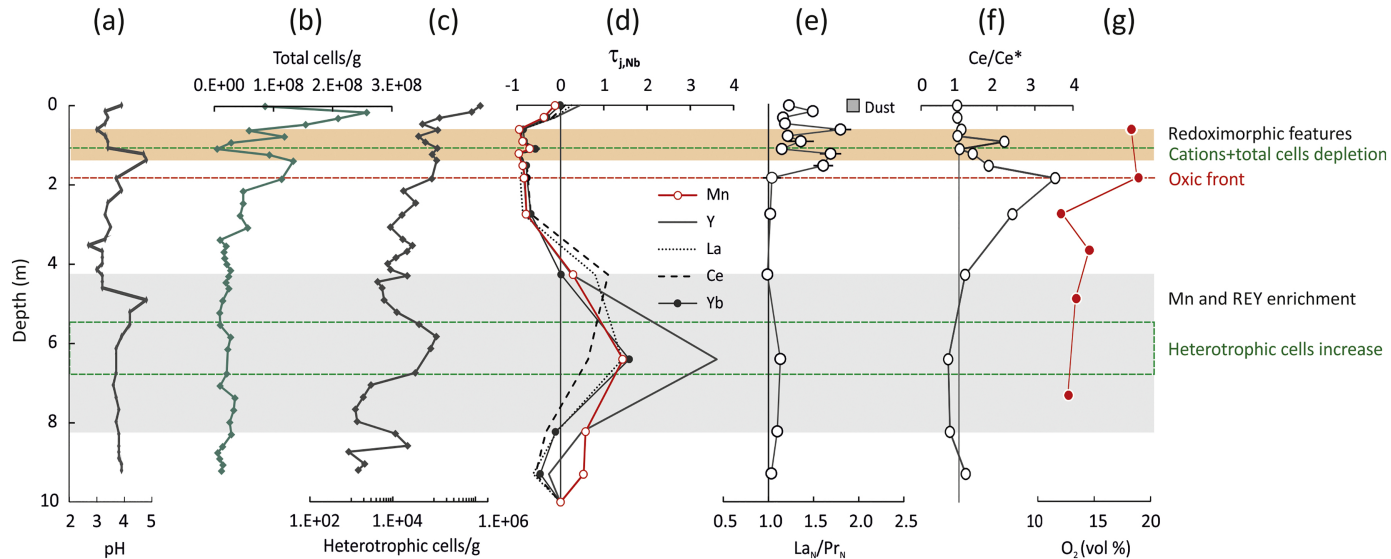 (a) (b) (c) (d) (e) (f) (g)
Total cells/g τj,Nb Ce/Ce*
0.E+00 1.E+08 2.E+08 3.E+08 -1 0 1 2 3 4 0 1 2 3 4
0
Dust
Redoximorphic features
Cations+total cells depletion
2
Oxic front
Mn
Y
La
4
Ce
Mn and REY enrichment
Yb
Depth (m)
6
Heterotrophic cells increase
8
10
2 3 4 5 1.E+02 1.E+04 1.E+06 0.5 1.0 1.5 2.0 2.5 10 15 20
pH Heterotrophic cells/g LaN/PrN O2 (vol %)